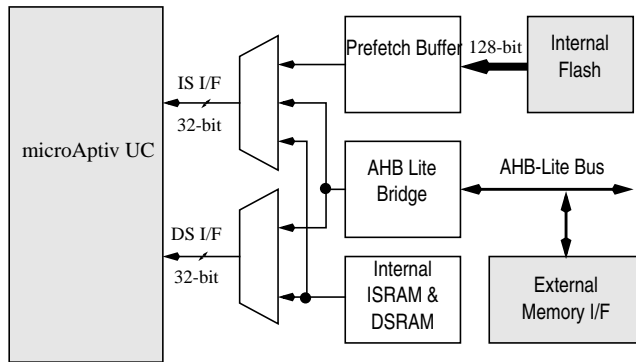 Prefetch Buffer
128-bit
Internal
Flash
IS I/F
32-bit
microAptiv UC
AHB Lite
Bridge
AHB-Lite Bus
DS I/F
32-bit
Internal
ISRAM &
DSRAM
External
Memory I/F